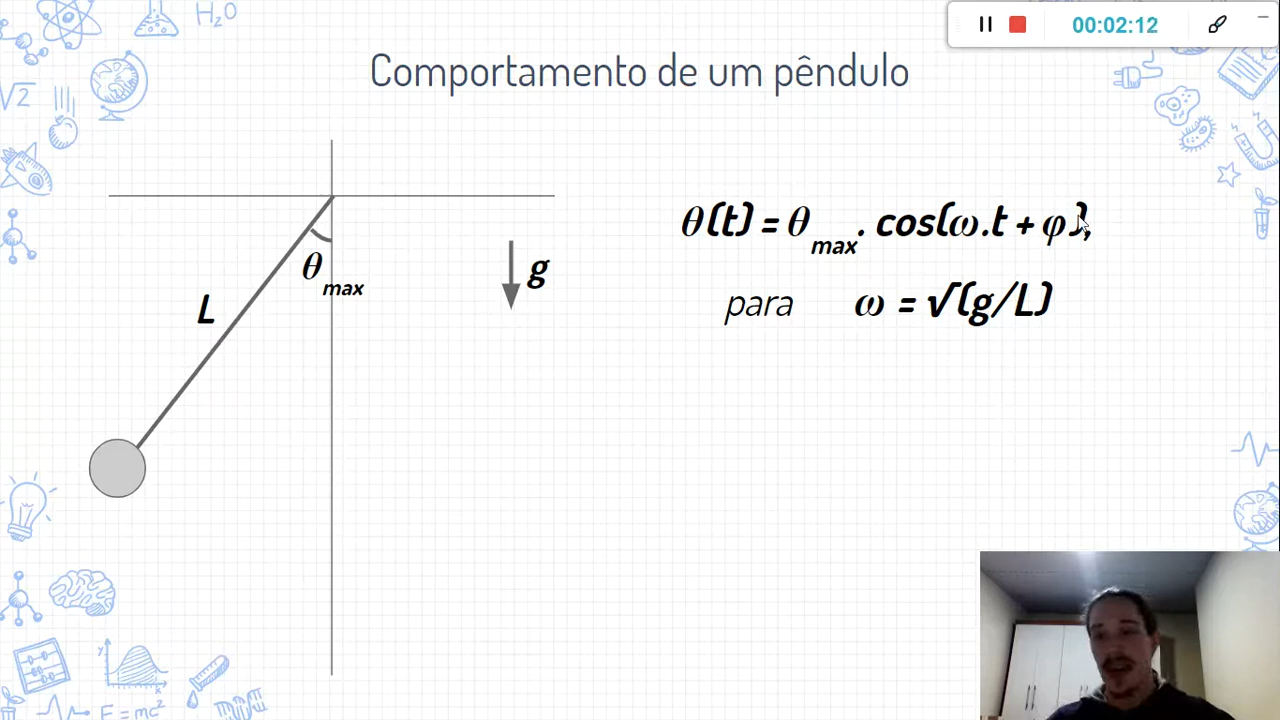 H₂O
00:02:12
Comportamento de um pêndulo
√2
θ(t) = θmax. cos(ω.t + φ),
para ω = √(g/L)
g
θmax
L
y
x
E = mc²